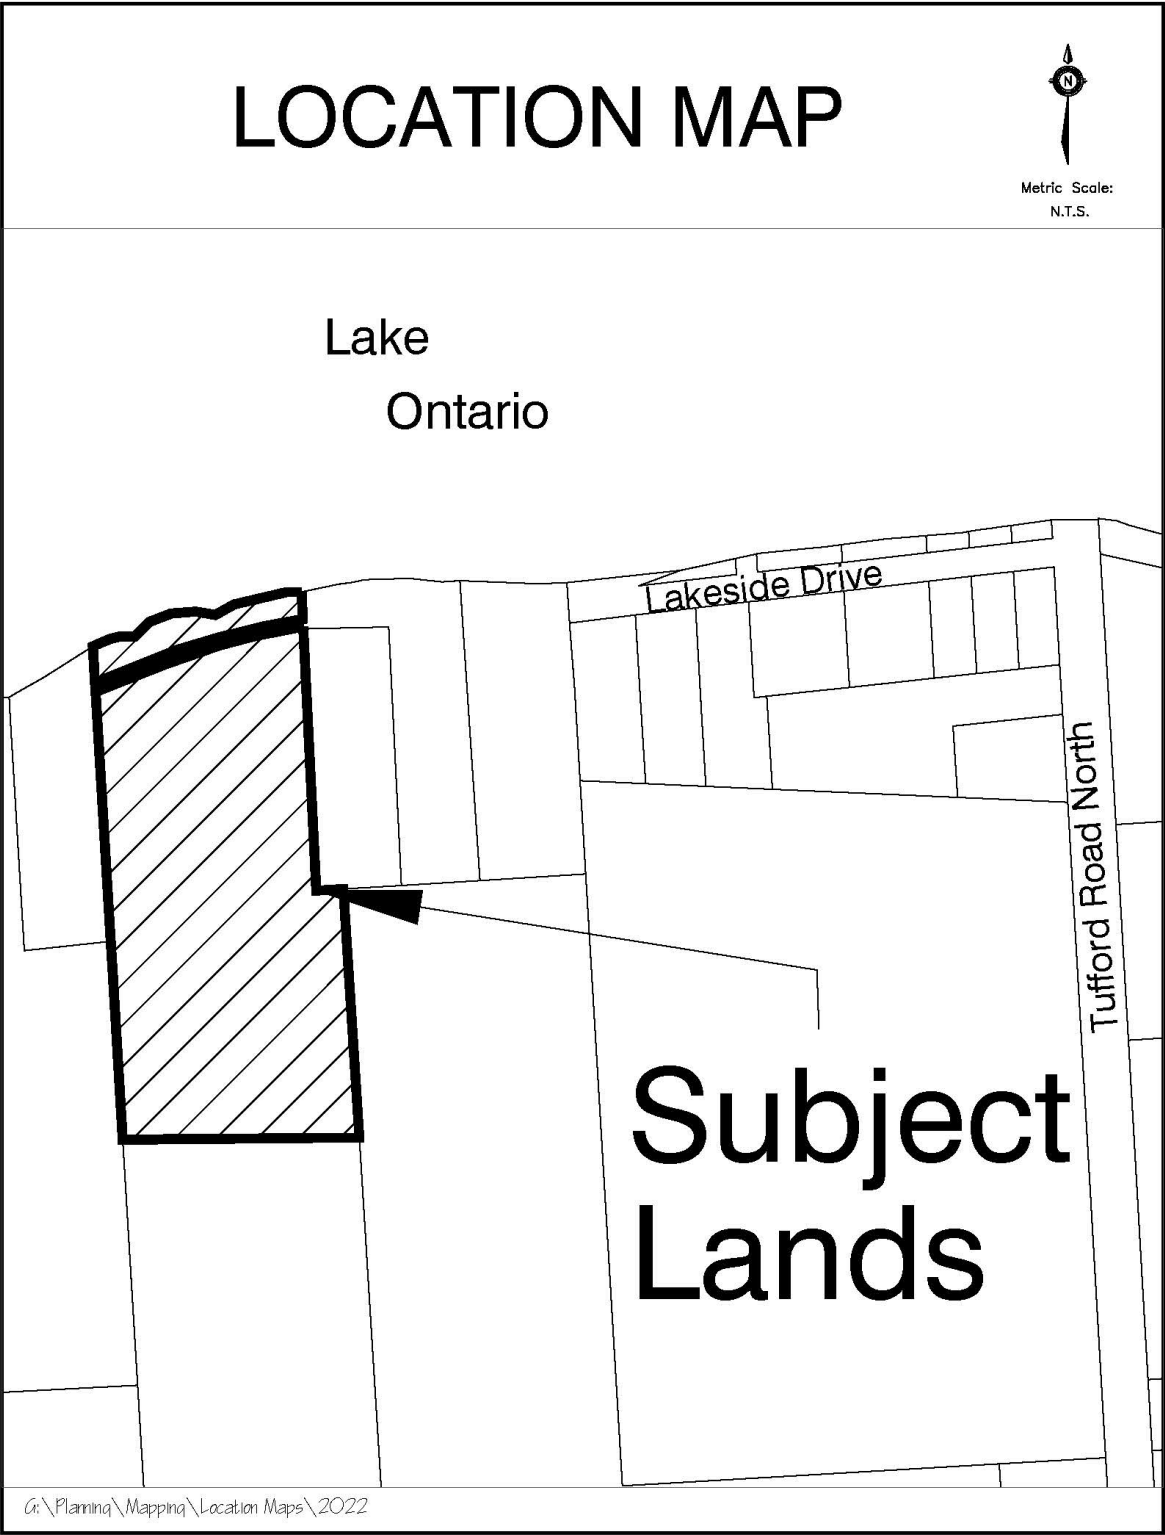 LOCATION MAP
N
Metric Scale:
N.T.S.
Lake
Ontario
Lakeside Drive
Tufford Road North
Subject
Lands
G:\Planning\Mapping\Location Maps\2022